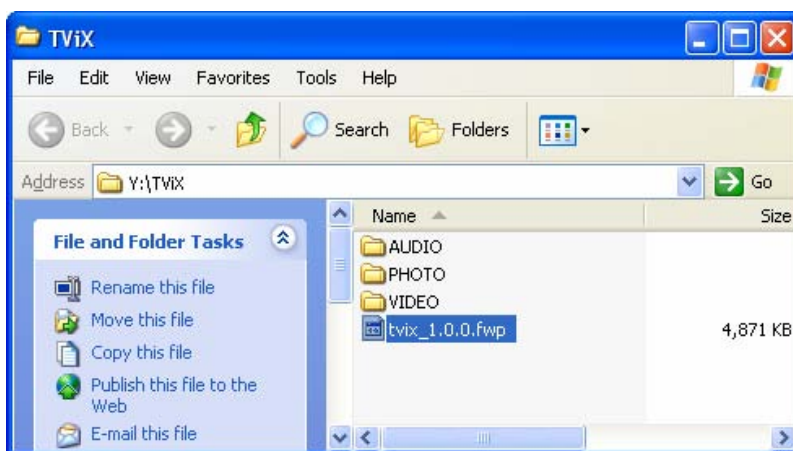 TViX
File Edit View Favorites Tools Help
Back Search Folders
Address Y:\TViX Go
Name Size
File and Folder Tasks
AUDIO
PHOTO
VIDEO
tvix_1.0.0.fwp 4,871 KB
Rename this file
Move this file
Copy this file
Publish this file to the
Web
E-mail this file